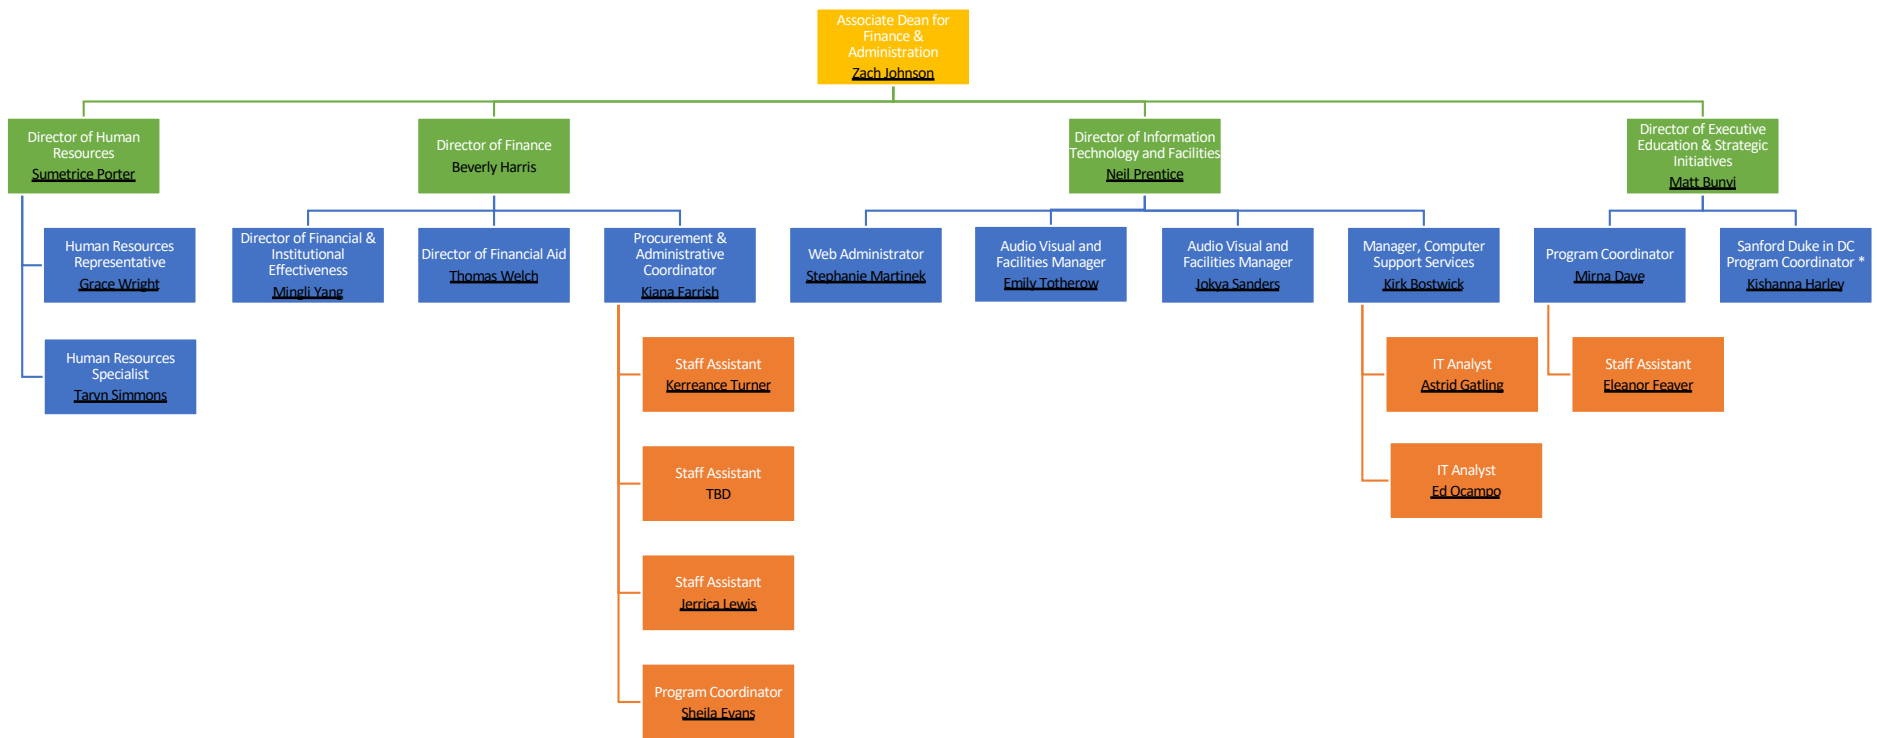 Associate Dean for
Finance &
Administration
Zach Johnson
Director of Human
Resources
Sumetrice Porter
Director of Finance
Beverly Harris
Director of Information
Technology and Facilities
Neil Prentice
Director of Executive
Education & Strategic
Initiatives
Matt Bunyi
Human Resources
Representative
Grace Wright
Director of Financial &
Institutional
Effectiveness
Mingli Yang
Director of Financial Aid
Thomas Welch
Procurement &
Administrative
Coordinator
Kiana Farrish
Web Administrator
Stephanie Martinek
Audio Visual and
Facilities Manager
Emily Totherow
Audio Visual and
Facilities Manager
Jokya Sanders
Manager, Computer
Support Services
Kirk Bostwick
Program Coordinator
Mirna Dave
Sanford Duke in DC
Program Coordinator *
Kishanna Harley
Human Resources
Specialist
Taryn Simmons
Staff Assistant
Kerreance Turner
IT Analyst
Astrid Gatling
Staff Assistant
Eleanor Feaver
Staff Assistant
TBD
IT Analyst
Ed Ocampo
Staff Assistant
Jerrica Lewis
Program Coordinator
Sheila Evans